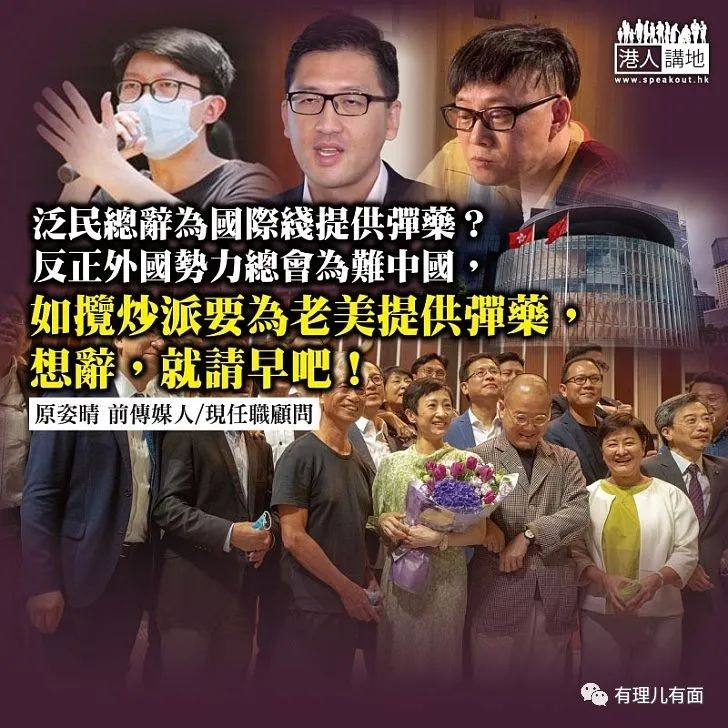 港人講地
www.speakout.hk
泛民總辭為國際綫提供彈藥？
反正外國勢力總會為難中國，
如攬炒派要為老美提供彈藥，
想辭，就請早吧！
原姿晴 前傳媒人/現任職顧問
有理儿有面